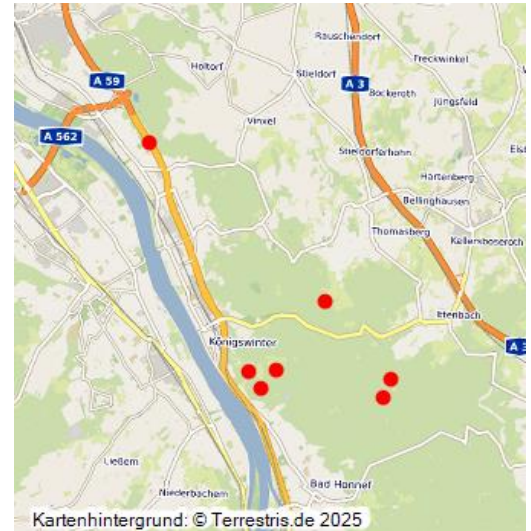 Rauschendorf
A 59
Holtorf
Stieldorf
A 3
Freckwinkel
Bockeroth
Jüngsfeld
A 562
Vinxel
Stieldorferhohn
Hartenberg
Bellinghausen
Thomasberg
Kellersboseroth
Ittenbach
Königswinter
A 3
Ließem
Bad Honnef
Niederbachem
Kartenhintergrund: © Terrestris.de 2025